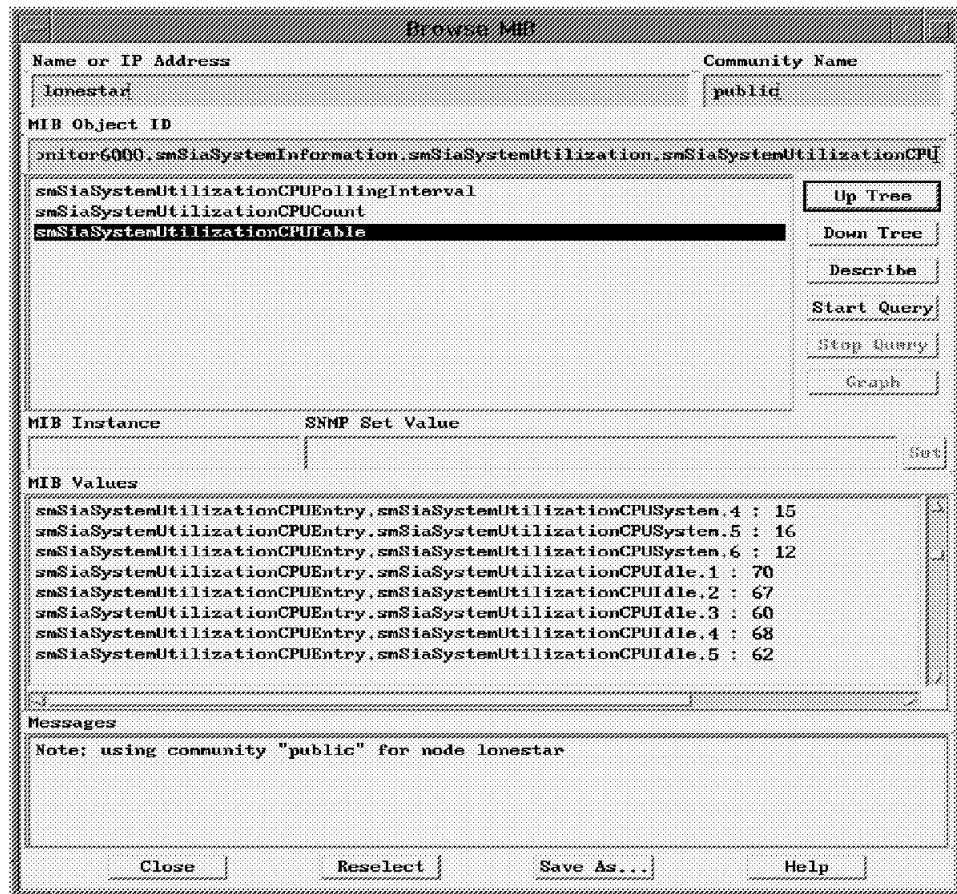 Browse MIB
Name or IP Address Community Name
lonestar public
MIB Object ID
onitor6000.smSiaSystemInformation.smSiaSystemUtilization.smSiaSystemUtilizationCPU
smSiaSystemUtilizationCPUPollingInterval
smSiaSystemUtilizationCPUCount
smSiaSystemUtilizationCPUTable
Up Tree
Down Tree
Describe
Start Query
Stop Query
Graph
MIB Instance SNMP Set Value
Set
MIB Values
smSiaSystemUtilizationCPUEntry.smSiaSystemUtilizationCPUSystem.4 : 15
smSiaSystemUtilizationCPUEntry.smSiaSystemUtilizationCPUSystem.5 : 16
smSiaSystemUtilizationCPUEntry.smSiaSystemUtilizationCPUSystem.6 : 12
smSiaSystemUtilizationCPUEntry.smSiaSystemUtilizationCPUIdle.1 : 70
smSiaSystemUtilizationCPUEntry.smSiaSystemUtilizationCPUIdle.2 : 67
smSiaSystemUtilizationCPUEntry.smSiaSystemUtilizationCPUIdle.3 : 60
smSiaSystemUtilizationCPUEntry.smSiaSystemUtilizationCPUIdle.4 : 68
smSiaSystemUtilizationCPUEntry.smSiaSystemUtilizationCPUIdle.5 : 62
Messages
Note: using community "public" for node lonestar
Close Reselect Save As... Help